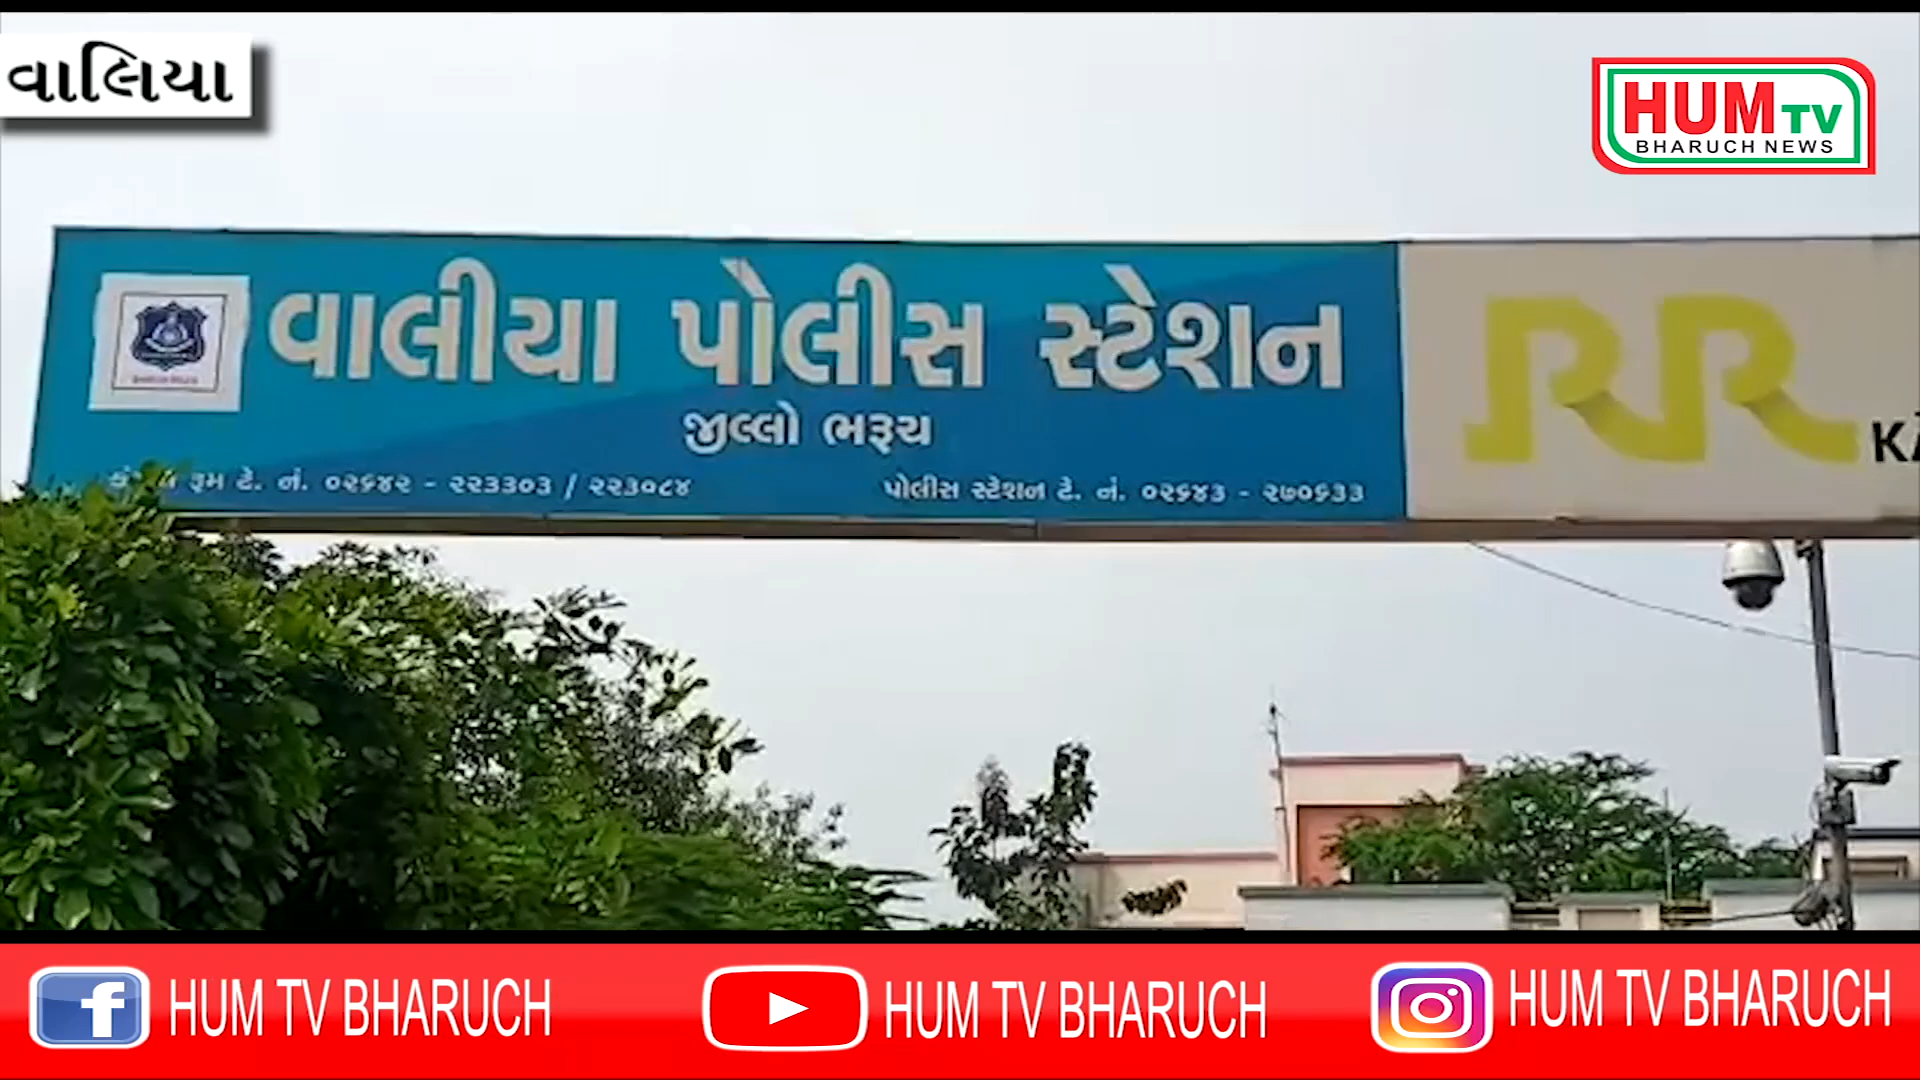 વાલિયા
HUM TV
BHARUCH NEWS
વાલીયા પોલીસ સ્ટેશન
જીલ્લો ભરૂચ
રૂમ ટે. નં. ૦૨૬૪૨ - ૨૨૩૩૦૩ / ૨૨૩૦૮૪
પોલીસ સ્ટેશન ટે. નં. ૦૨૬૪૩ - ૨૭૦૬૩૩
RR
HUM TV BHARUCH
HUM TV BHARUCH
HUM TV BHARUCH